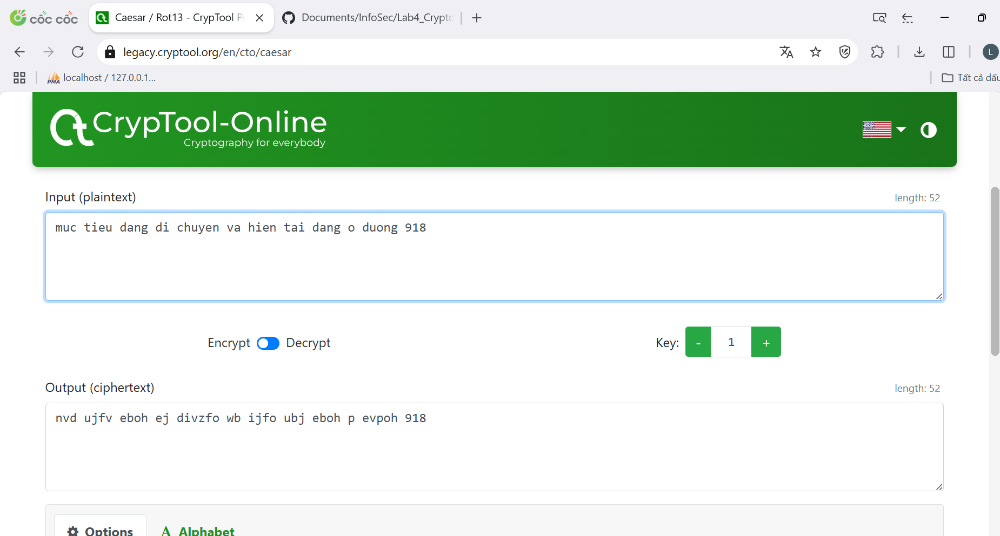 cốc cốc
Caesar / Rot13 - CrypTool P
Documents/InfoSec/Lab4_Crypto
legacy.cryptool.org/en/cto/caesar
L
PMA
localhost / 127.0.0.1...
Tất cả dấu
CrypTool-Online
Cryptography for everybody
Input (plaintext)
length: 52
muc tieu dang di chuyen va hien tai dang o duong 918
Encrypt
Decrypt
Key:
-
1
+
Output (ciphertext)
length: 52
nvd ujfv eboh ej divzfo wb ijfo ubj eboh p evpoh 918
Options
A Alphabet